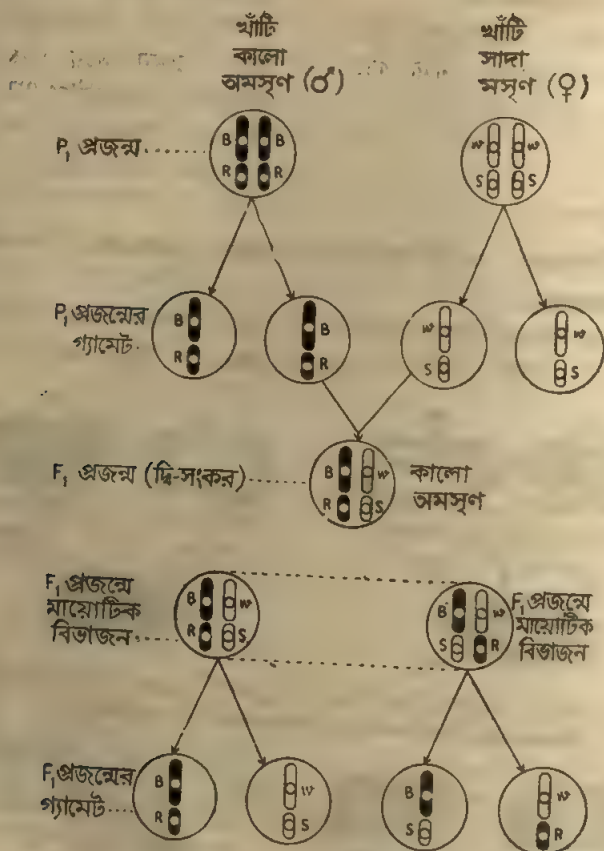 খাঁটি
কালো
অমসৃণ (♂)
খাঁটি
সাদা
মসৃণ (♀)
P₁ প্রজন্ম
B B
R R
w w
S S
P₁ প্রজন্মের
গ্যামেট
B B w w
R R S S
F₁ প্রজন্ম (দ্বি-সংকর)
B w
R S
কালো
অমসৃণ
F₁ প্রজন্মে
মায়োটিক
বিভাজন
B w
R S
B w
S R
F₁ প্রজন্মে
মায়োটিক
বিভাজন
F₁ প্রজন্মের
গ্যামেট
B w B w
R S S R